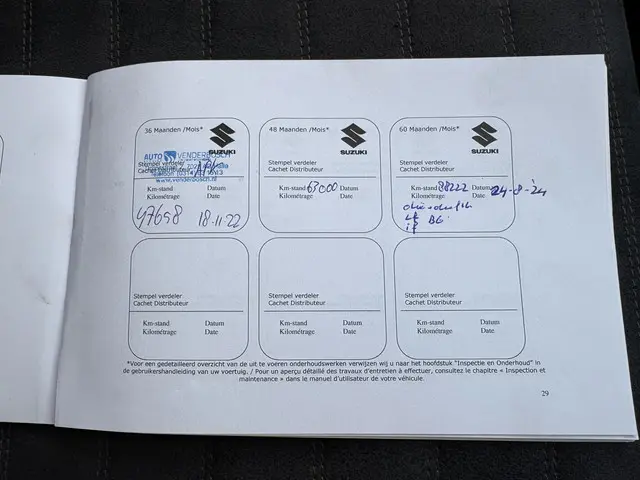 36 Maanden /Mois*
SUZUKI
AUTO VENDERBOSCH
Stempel verdeler
Cachet Distributeur
www.venderbosch.nl
Km-stand Datum
Kilométrage Date
47698 18-11-22
48 Maanden /Mois*
SUZUKI
Stempel verdeler
Cachet Distributeur
Km-stand 63000 Datum
Kilométrage Date
60 Maanden /Mois*
SUZUKI
Stempel verdeler
Cachet Distributeur
Km-stand 88222 Datum 24-8-'24
Kilométrage Date
BG
Stempel verdeler
Cachet Distributeur
Km-stand Datum
Kilométrage Date
Stempel verdeler
Cachet Distributeur
Km-stand Datum
Kilométrage Date
Stempel verdeler
Cachet Distributeur
Km-stand Datum
Kilométrage Date
*Voor een gedetailleerd overzicht van de uit te voeren onderhoudswerken verwijzen wij u naar het hoofdstuk "Inspectie en Onderhoud" in
de gebruikershandleiding van uw voertuig. / Pour un aperçu détaillé des travaux d'entretien à effectuer, consultez le chapitre « Inspection et
maintenance » dans le manuel d'utilisateur de votre véhicule.
29